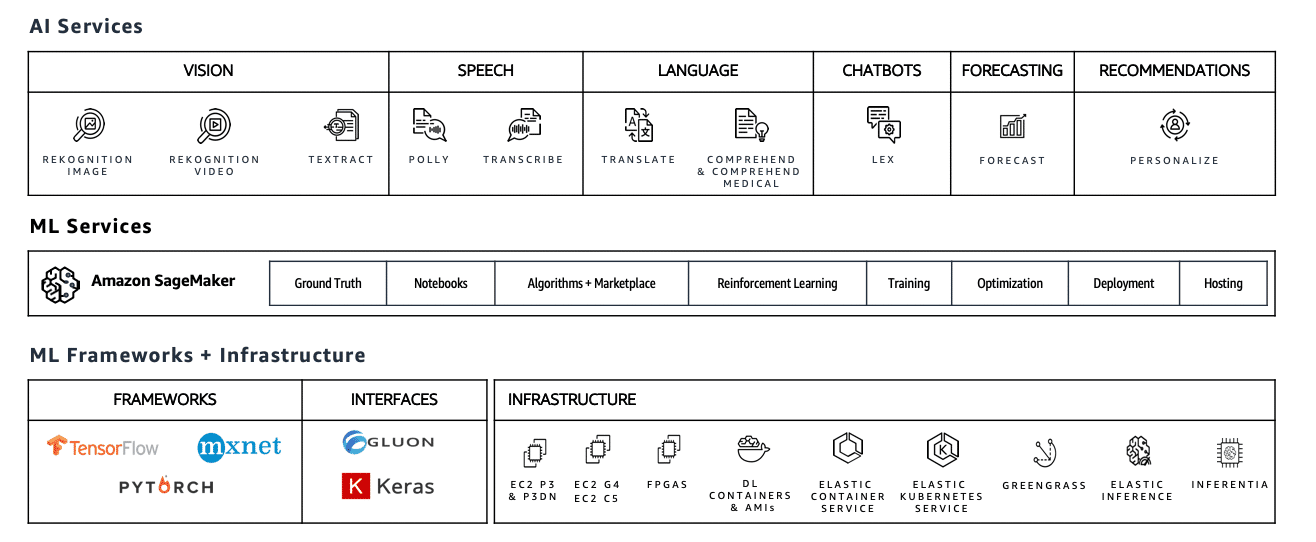 AI Services
VISION
SPEECH
LANGUAGE
CHATBOTS
FORECASTING
RECOMMENDATIONS
REKOGNITION
IMAGE
REKOGNITION
VIDEO
TEXTRACT
POLLY
TRANSCRIBE
TRANSLATE
COMPREHEND
& COMPREHEND
MEDICAL
LEX
FORECAST
PERSONALIZE
ML Services
Amazon SageMaker
Ground Truth
Notebooks
Algorithms + Marketplace
Reinforcement Learning
Training
Optimization
Deployment
Hosting
ML Frameworks + Infrastructure
FRAMEWORKS
INTERFACES
INFRASTRUCTURE
TensorFlow
mxnet
PYTORCH
GLUON
K Keras
EC2 P3
& P3DN
EC2 G4
EC2 C5
FPGAS
DL
CONTAINERS
& AMIs
ELASTIC
CONTAINER
SERVICE
K
ELASTIC
KUBERNETES
SERVICE
GREENGRASS
ELASTIC
INFERENCE
INFERENTIA